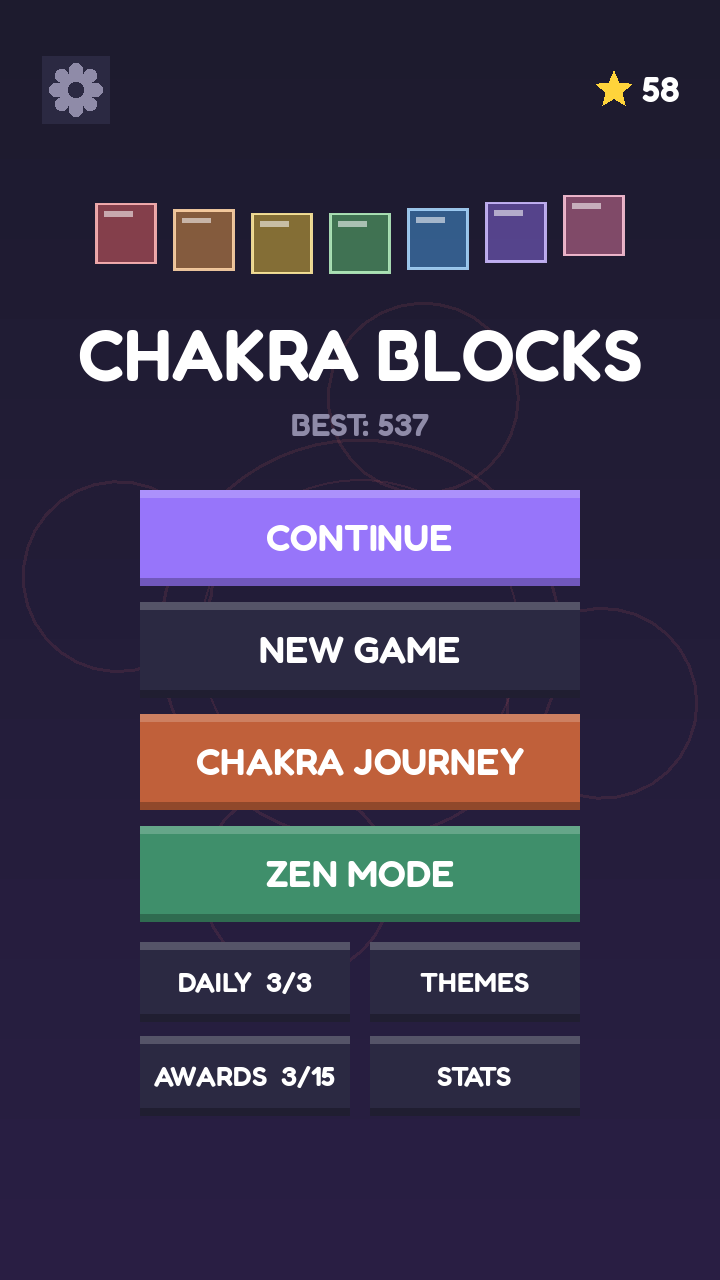 58
CHAKRA BLOCKS
BEST: 537
CONTINUE
NEW GAME
CHAKRA JOURNEY
ZEN MODE
DAILY 3/3
THEMES
AWARDS 3/15
STATS